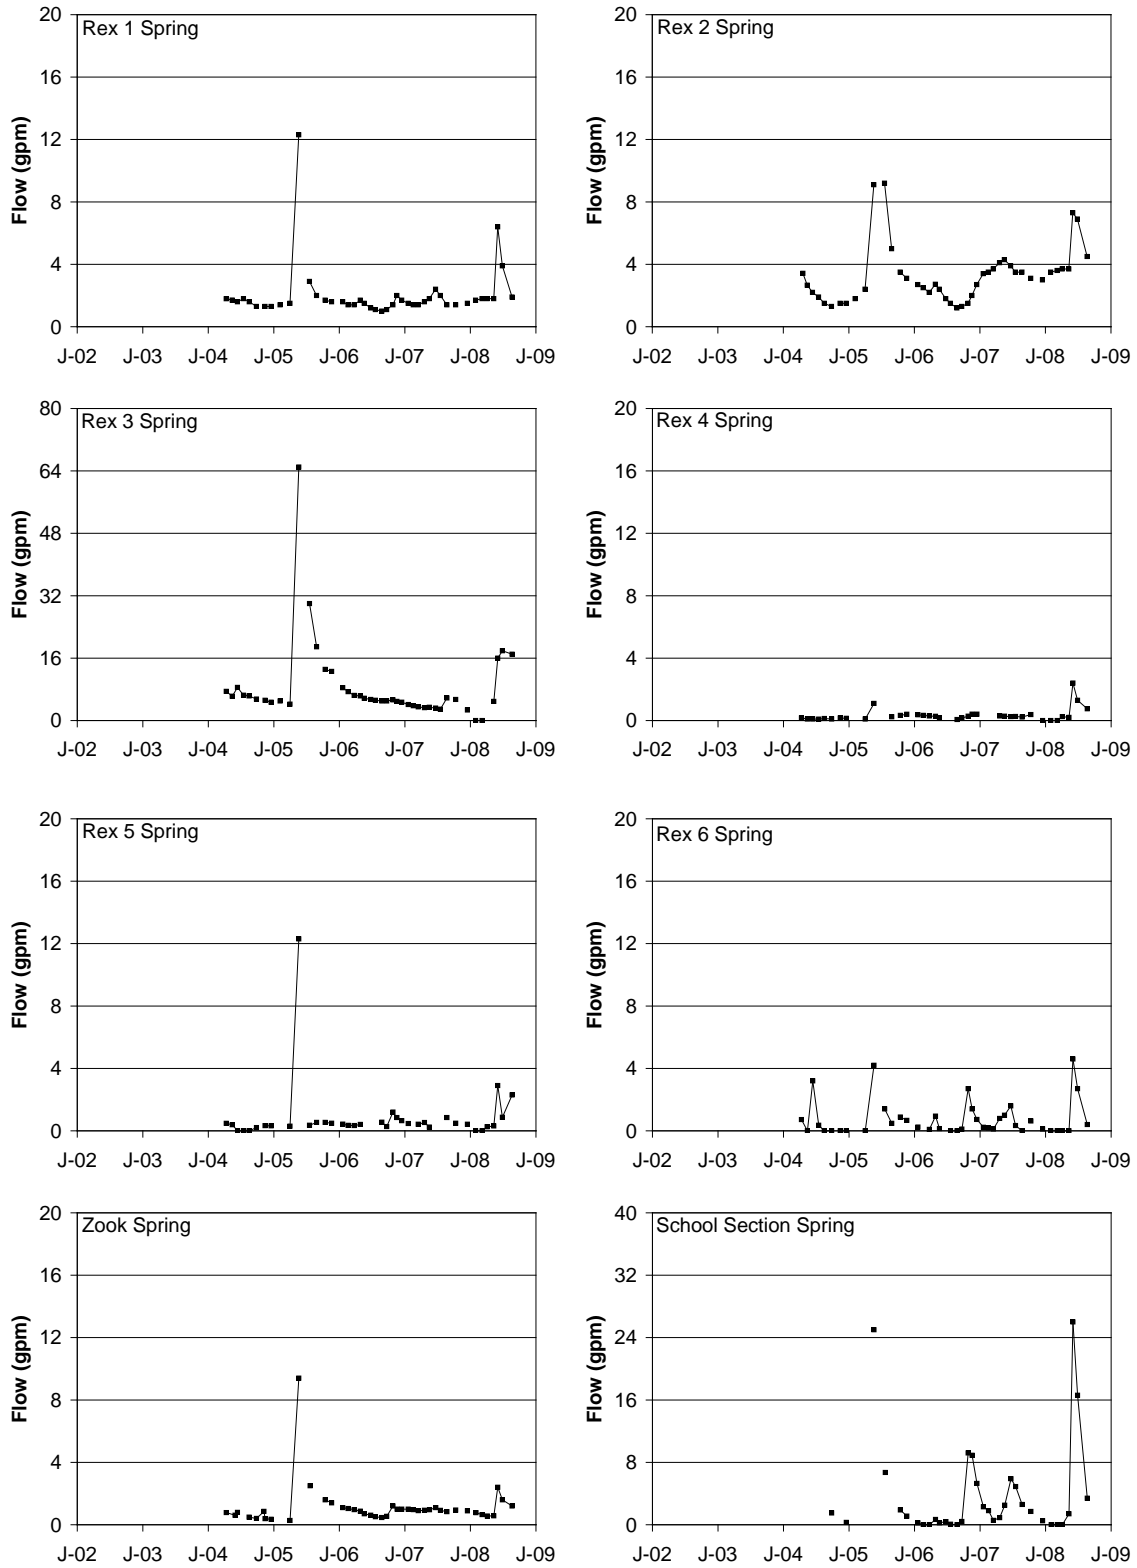 Rex 1 Spring
20
16
12
8
4
0
Flow (gpm)
J-02 J-03 J-04 J-05 J-06 J-07 J-08 J-09
Rex 2 Spring
20
16
12
8
4
0
Flow (gpm)
J-02 J-03 J-04 J-05 J-06 J-07 J-08 J-09
Rex 3 Spring
80
64
48
32
16
0
Flow (gpm)
J-02 J-03 J-04 J-05 J-06 J-07 J-08 J-09
Rex 4 Spring
20
16
12
8
4
0
Flow (gpm)
J-02 J-03 J-04 J-05 J-06 J-07 J-08 J-09
Rex 5 Spring
20
16
12
8
4
0
Flow (gpm)
J-02 J-03 J-04 J-05 J-06 J-07 J-08 J-09
Rex 6 Spring
20
16
12
8
4
0
Flow (gpm)
J-02 J-03 J-04 J-05 J-06 J-07 J-08 J-09
Zook Spring
20
16
12
8
4
0
Flow (gpm)
J-02 J-03 J-04 J-05 J-06 J-07 J-08 J-09
School Section Spring
40
32
24
16
8
0
Flow (gpm)
J-02 J-03 J-04 J-05 J-06 J-07 J-08 J-09